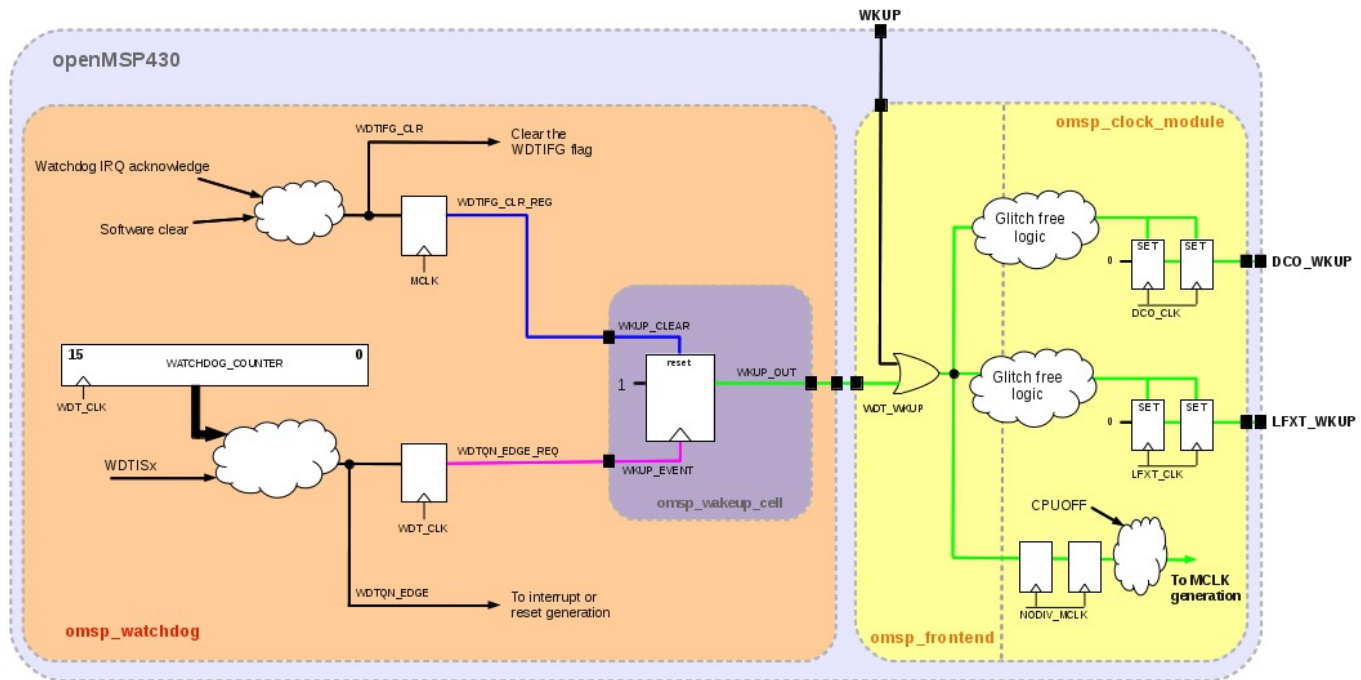 WKUP
openMSP430
omsp_clock_module
WDTIFG_CLR
Clear the
WDTIFG flag
Watchdog IRQ acknowledge
Software clear
WDTIFG_CLR_REG
MCLK
Glitch free
logic
SET
SET
0
DCO_WKUP
DCO_CLK
WKUP_CLEAR
15
0
WATCHDOG_COUNTER
WDT_CLK
reset
1
WKUP_OUT
WDT_WKUP
Glitch free
logic
SET
SET
0
LFXT_WKUP
LFXT_CLK
WDTISx
WDTQN_EDGE_REQ
WKUP_EVENT
WDT_CLK
omsp_wakeup_cell
CPUOFF
To MCLK
generation
NODIV_MCLK
WDTQN_EDGE
To interrupt or
reset generation
omsp_watchdog
omsp_frontend